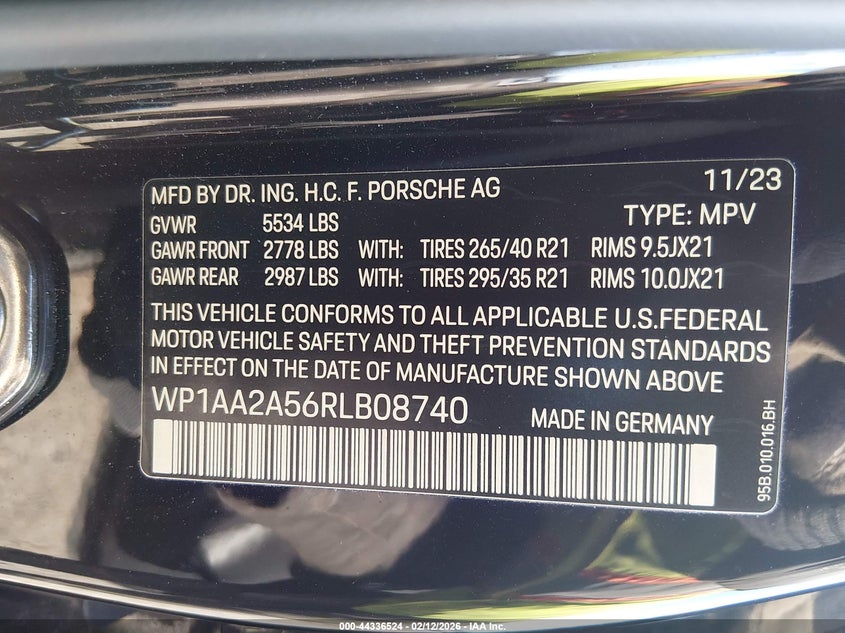 MFD BY DR. ING. H.C. F. PORSCHE AG 11/23
GVWR 5534 LBS TYPE: MPV
GAWR FRONT 2778 LBS WITH: TIRES 265/40 R21 RIMS 9.5JX21
GAWR REAR 2987 LBS WITH: TIRES 295/35 R21 RIMS 10.0JX21
THIS VEHICLE CONFORMS TO ALL APPLICABLE U.S.FEDERAL
MOTOR VEHICLE SAFETY AND THEFT PREVENTION STANDARDS
IN EFFECT ON THE DATE OF MANUFACTURE SHOWN ABOVE
WP1AA2A56RLB08740 MADE IN GERMANY
95B.010.016.BH
000-44336524 - 02/12/2026 - IAA Inc.